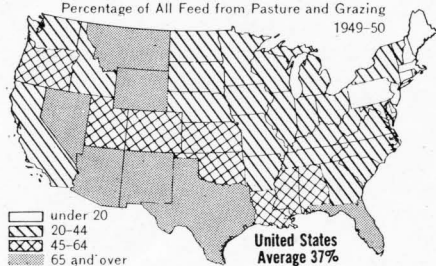 Percentage of All Feed from Pasture and Grazing
1949-50
under 20
20-44
45-64
65 and over
United States
Average 37%